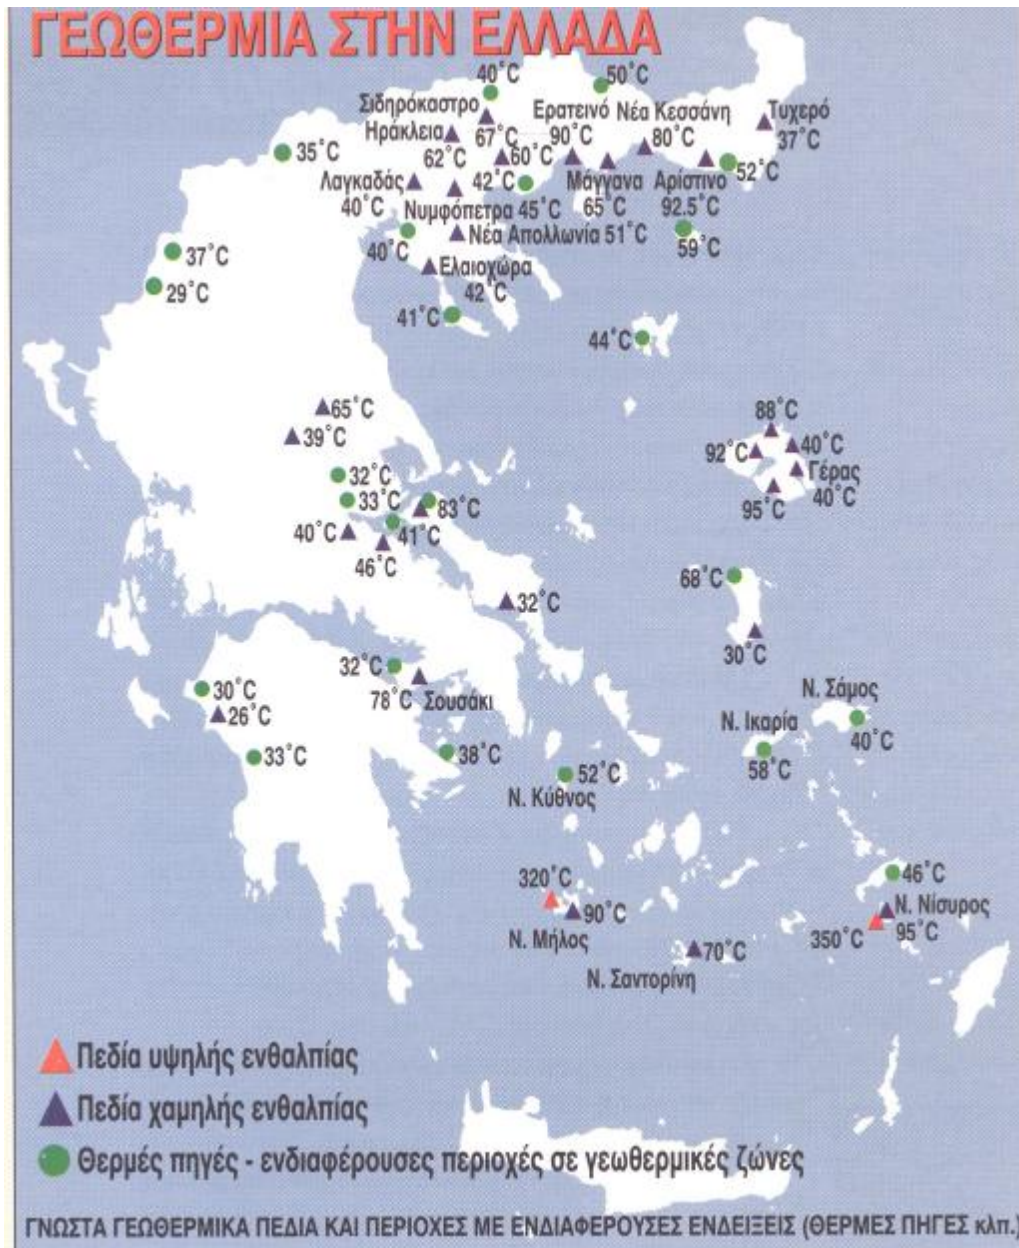 ΓΕΩΘΕΡΜΙΑ ΣΤΗΝ ΕΛΛΑΔΑ
40˚C
50˚C
Σιδηρόκαστρο
67˚C
Ερατεινό
90˚C
Νέα Κεσσάνη
80˚C
Τυχερό
37˚C
Ηράκλεια
62˚C
60˚C
35˚C
Λαγκαδάς
40˚C
42˚C
Νυμφόπετρα
45˚C
Μάγγανα
65˚C
Αρίστινο
92.5˚C
52˚C
40˚C
Νέα Απολλωνία 51˚C
59˚C
37˚C
29˚C
Ελαιοχώρα
42˚C
41˚C
44˚C
65˚C
39˚C
88˚C
92˚C
40˚C
Γέρας
40˚C
95˚C
32˚C
33˚C
83˚C
40˚C
41˚C
46˚C
68˚C
32˚C
30˚C
32˚C
78˚C
Σουσάκι
30˚C
26˚C
33˚C
38˚C
Ν. Σάμος
40˚C
Ν. Ικαρία
58˚C
52˚C
Ν. Κύθνος
320˚C
90˚C
Ν. Μήλος
46˚C
Ν. Νίσυρος
95˚C
350˚C
70˚C
Ν. Σαντορίνη
Πεδία υψηλής ενθαλπίας
Πεδία χαμηλής ενθαλπίας
Θερμές πηγές - ενδιαφέρουσες περιοχές σε γεωθερμικές ζώνες
ΓΝΩΣΤΑ ΓΕΩΘΕΡΜΙΚΑ ΠΕΔΙΑ ΚΑΙ ΠΕΡΙΟΧΕΣ ΜΕ ΕΝΔΙΑΦΕΡΟΥΣΕΣ ΕΝΔΕΙΞΕΙΣ (ΘΕΡΜΕΣ ΠΗΓΕΣ κλπ.)